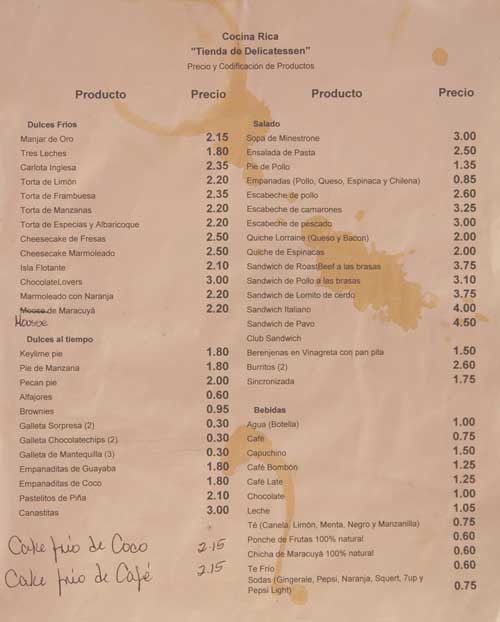 Cocina Rica
"Tienda de Delicatessen"
Precio y Codificación de Productos
Producto Precio
Dulces Fríos
Manjar de Oro 2.15
Tres Leches 1.80
Carlota Inglesa 2.35
Torta de Limón 2.20
Torta de Frambuesa 2.35
Torta de Manzanas 2.20
Torta de Especias y Albaricoque 2.20
Cheesecake de Fresas 2.50
Cheesecake Marmoleado 2.50
Isla Flotante 2.10
ChocolateLovers 3.00
Marmoleado con Naranja 2.20
Moose de Maracuyá 2.20
Mousse
Dulces al tiempo
Keylime pie 1.80
Pie de Manzana 1.80
Pecan pie 2.00
Alfajores 0.60
Brownies 0.95
Galleta Sorpresa (2) 0.30
Galleta Chocolatechips (2) 0.30
Galleta de Mantequilla (3) 0.30
Empanaditas de Guayaba 1.80
Empanaditas de Coco 1.80
Pastelitos de Piña 2.10
Canastitas 3.00
Cake frio de Coco 2.15
Cake frio de Café 2.15
Producto Precio
Salado
Sopa de Minestrone 3.00
Ensalada de Pasta 2.50
Pie de Pollo 1.35
Empanadas (Pollo, Queso, Espinaca y Chilena) 0.85
Escabeche de pollo 2.60
Escabeche de camarones 3.25
Escabeche de pescado 3.00
Quiche Lorraine (Queso y Bacon) 2.00
Quiche de Espinacas 2.00
Sandwich de RoastBeef a las brasas 3.75
Sandwich de Pollo a las brasas 3.10
Sandwich de Lomito de cerdo 3.75
Sandwich Italiano 4.00
Sandwich de Pavo 4.50
Club Sandwich
Berenjenas en Vinagreta con pan pita 1.50
Burritos (2) 2.60
Sincronizada 1.75
Bebidas
Agua (Botella) 1.00
Café 0.75
Capuchino 1.50
Café Bombón 1.25
Café Late 1.25
Chocolate 1.00
Leche 1.05
Té (Canela, Limón, Menta, Negro y Manzanilla) 0.75
Ponche de Frutas 100% natural 0.60
Chicha de Maracuyá 100% natural 0.60
Te Frío 0.60
Sodas (Gingerale, Pepsi, Naranja, Squert, 7up y
Pepsi Light) 0.75